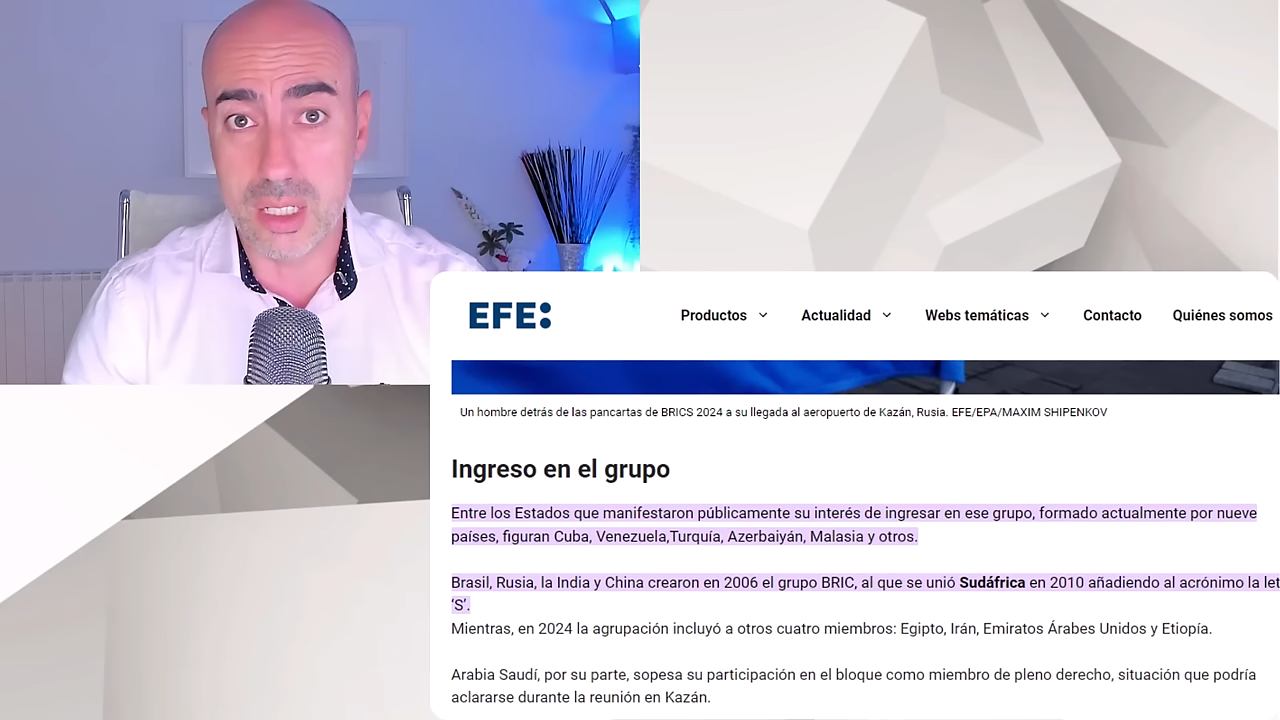 EFE:
Productos Actualidad Webs temáticas Contacto Quiénes somos
Un hombre detrás de las pancartas de BRICS 2024 a su llegada al aeropuerto de Kazán, Rusia. EFE/EPA/MAXIM SHIPENKOV
Ingreso en el grupo
Entre los Estados que manifestaron públicamente su interés de ingresar en ese grupo, formado actualmente por nueve
países, figuran Cuba, Venezuela,Turquía, Azerbaiyán, Malasia y otros.
Brasil, Rusia, la India y China crearon en 2006 el grupo BRIC, al que se unió Sudáfrica en 2010 añadiendo al acrónimo la let
‘S’.
Mientras, en 2024 la agrupación incluyó a otros cuatro miembros: Egipto, Irán, Emiratos Árabes Unidos y Etiopía.
Arabia Saudí, por su parte, sopesa su participación en el bloque como miembro de pleno derecho, situación que podría
aclararse durante la reunión en Kazán.